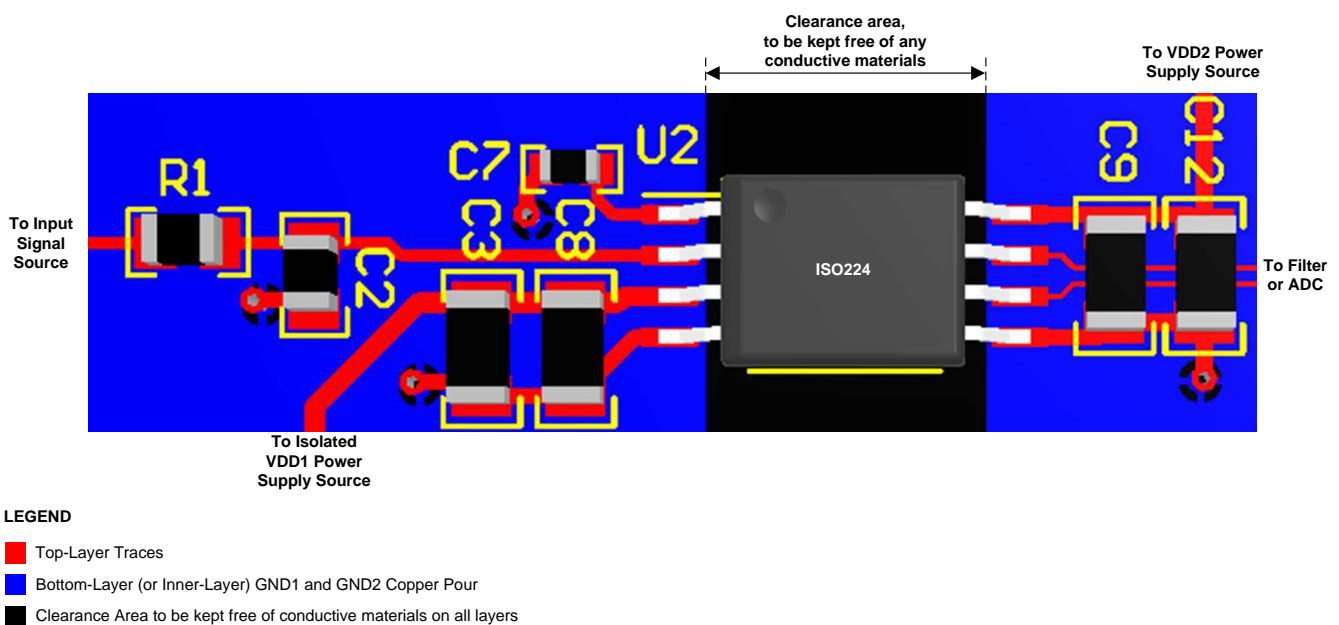 Clearance area,
to be kept free of any
conductive materials
To VDD2 Power
Supply Source
R1
C7
U2
C9
C12
C3
C8
C2
To Input
Signal
Source
ISO224
To Filter
or ADC
To Isolated
VDD1 Power
Supply Source
LEGEND
Top-Layer Traces
Bottom-Layer (or Inner-Layer) GND1 and GND2 Copper Pour
Clearance Area to be kept free of conductive materials on all layers